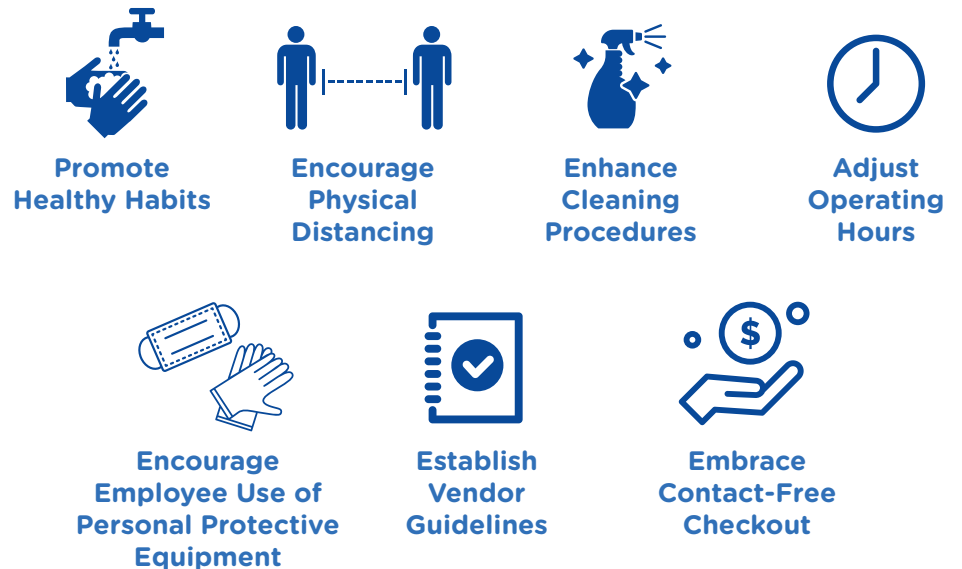 Promote
Healthy Habits
Encourage
Physical
Distancing
Enhance
Cleaning
Procedures
Adjust
Operating
Hours
$
Encourage
Employee Use of
Personal Protective
Equipment
Establish
Vendor
Guidelines
Embrace
Contact-Free
Checkout